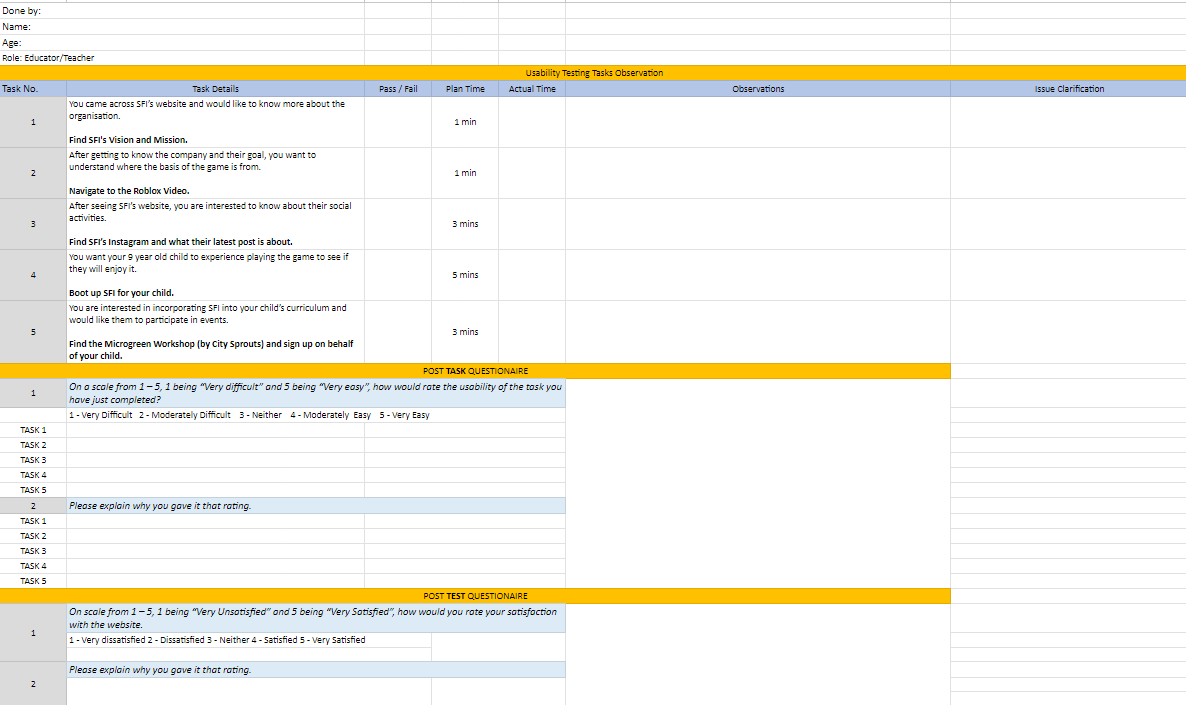 Done by:
Name:
Age:
Role: Educator/Teacher
Usability Testing Tasks Observation
Task No. Task Details Pass / Fail Plan Time Actual Time Observations Issue Clarification
You came across SFI's website and would like to know more about the
organisation.
1 1 min
Find SFI's Vision and Mission.
After getting to know the company and their goal, you want to
understand where the basis of the game is from.
2 1 min
Navigate to the Roblox Video.
After seeing SFI's website, you are interested to know about their social
activities.
3 3 mins
Find SFI's Instagram and what their latest post is about.
You want your 9 year old child to experience playing the game to see if
they will enjoy it.
4 5 mins
Boot up SFI for your child.
You are interested in incorporating SFI into your child's curriculum and
would like them to participate in events.
5 3 mins
Find the Microgreen Workshop (by City Sprouts) and sign up on behalf
of your child.
POST TASK QUESTIONAIRE
1 On a scale from 1 – 5, 1 being “Very difficult” and 5 being “Very easy”, how would rate the usability of the task you
have just completed?
1 - Very Difficult 2 - Moderately Difficult 3 - Neither 4 - Moderately Easy 5 - Very Easy
TASK 1
TASK 2
TASK 3
TASK 4
TASK 5
2 Please explain why you gave it that rating.
TASK 1
TASK 2
TASK 3
TASK 4
TASK 5
POST TEST QUESTIONAIRE
On scale from 1 – 5, 1 being “Very Unsatisfied” and 5 being “Very Satisfied”, how would you rate your satisfaction
with the website.
1
1 - Very dissatisfied 2 - Dissatisfied 3 - Neither 4 - Satisfied 5 - Very Satisfied
Please explain why you gave it that rating.
2